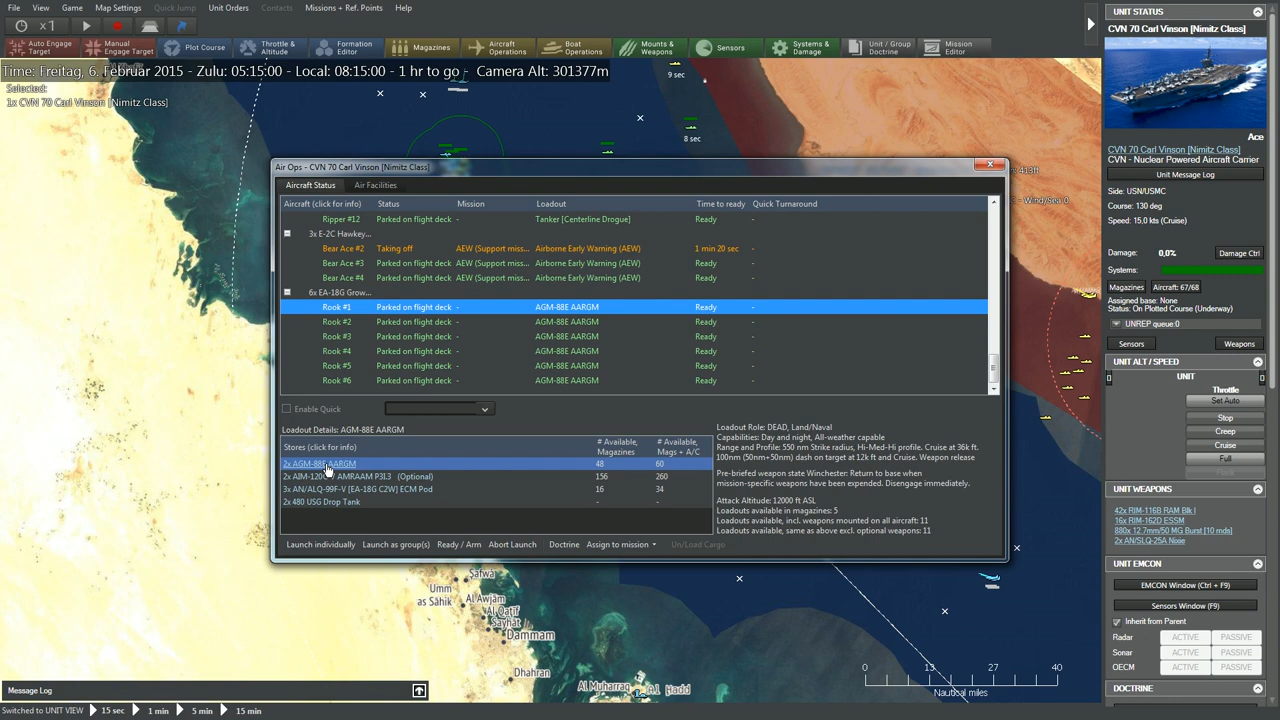 File View Game Map Settings Quick Jump Unit Orders Contacts Missions + Ref. Points Help
x1
Auto Engage Target
Manual Engage Target
Plot Course
Throttle & Altitude
Formation Editor
Magazines
Aircraft Operations
Boat Operations
Mounts & Weapons
Sensors
Systems & Damage
Unit / Group Doctrine
Mission Editor
Time: Freitag, 6. Februar 2015 - Zulu: 05:15:00 - Local: 08:15:00 - 1 hr to go - Camera Alt: 301377m
Selected:
1x CVN 70 Carl Vinson [Nimitz Class]
9 sec
8 sec
Air Ops - CVN 70 Carl Vinson [Nimitz Class]
Aircraft Status Air Facilities
Aircraft (click for info) Status Mission Loadout Time to ready Quick Turnaround
Ripper #12 Parked on flight deck - Tanker [Centerline Drogue] Ready -
3x E-2C Hawkey...
Bear Ace #2 Taking off AEW (Support miss... Airborne Early Warning (AEW) 1 min 20 sec -
Bear Ace #3 Parked on flight deck AEW (Support miss... Airborne Early Warning (AEW) Ready -
Bear Ace #4 Parked on flight deck AEW (Support miss... Airborne Early Warning (AEW) Ready -
6x EA-18G Grow...
Rook #1 Parked on flight deck - AGM-88E AARGM Ready -
Rook #2 Parked on flight deck - AGM-88E AARGM Ready -
Rook #3 Parked on flight deck - AGM-88E AARGM Ready -
Rook #4 Parked on flight deck - AGM-88E AARGM Ready -
Rook #5 Parked on flight deck - AGM-88E AARGM Ready -
Rook #6 Parked on flight deck - AGM-88E AARGM Ready -
Enable Quick
Loadout Details: AGM-88E AARGM
Stores (click for info) # Available, Magazines # Available, Mags + A/C
2x AGM-88E AARGM 48 60
AMRAAM P3I.3 (Optional) 156 260
3x AN/ALQ-99F-V [EA-18G C2W] ECM Pod 16 34
2x 480 USG Drop Tank - -
Loadout Role: DEAD, Land/Naval
Capabilities: Day and night, All-weather capable
Range and Profile: 550 nm Strike radius, Hi-Med-Hi profile. Cruise at 36k ft.
100nm (50nm+50nm) dash on target at 12k ft and Cruise. Weapon release
Pre-briefed weapon state Winchester: Return to base when
mission-specific weapons have been expended. Disengage immediately.
Attack Altitude: 12000 ft ASL
Loadouts available in magazines: 5
Loadouts available, incl. weapons mounted on all aircraft: 11
Loadouts available, same as above excl. optional weapons: 11
Launch individually Launch as group(s) Ready / Arm Abort Launch Doctrine Assign to mission Un/Load Cargo
413ft
- Wind/Sea 0
Safwa
Umm as Sāhik
Al Awjām
Al Qaţīf
Dammam
Dhahran
Al Muharraq
Al Hadd
0 13 27 40
Nautical miles
Message Log
Switched to UNIT VIEW 15 sec 1 min 5 min 15 min
UNIT STATUS
CVN 70 Carl Vinson [Nimitz Class]
Ace
CVN 70 Carl Vinson [Nimitz Class]
CVN - Nuclear Powered Aircraft Carrier
Unit Message Log
Side: USN/USMC
Course: 130 deg
Speed: 15.0 kts (Cruise)
Damage: 0,0% Damage Ctrl
Systems:
Magazines Aircraft: 67/68
Assigned base: None
Status: On Plotted Course (Underway)
UNREP queue:0
Sensors Weapons
UNIT ALT / SPEED
UNIT
Throttle
Set Auto
Stop
Creep
Cruise
Full
Flank
UNIT WEAPONS
42x RIM-116B RAM Blk I
16x RIM-162D ESSM
880x 12.7mm/50 MG Burst [10 rnds]
2x AN/SLQ-25A Nixie
UNIT EMCON
EMCON Window (Ctrl + F9)
Sensors Window (F9)
Inherit from Parent
Radar ACTIVE PASSIVE
Sonar ACTIVE PASSIVE
OECM ACTIVE PASSIVE
DOCTRINE